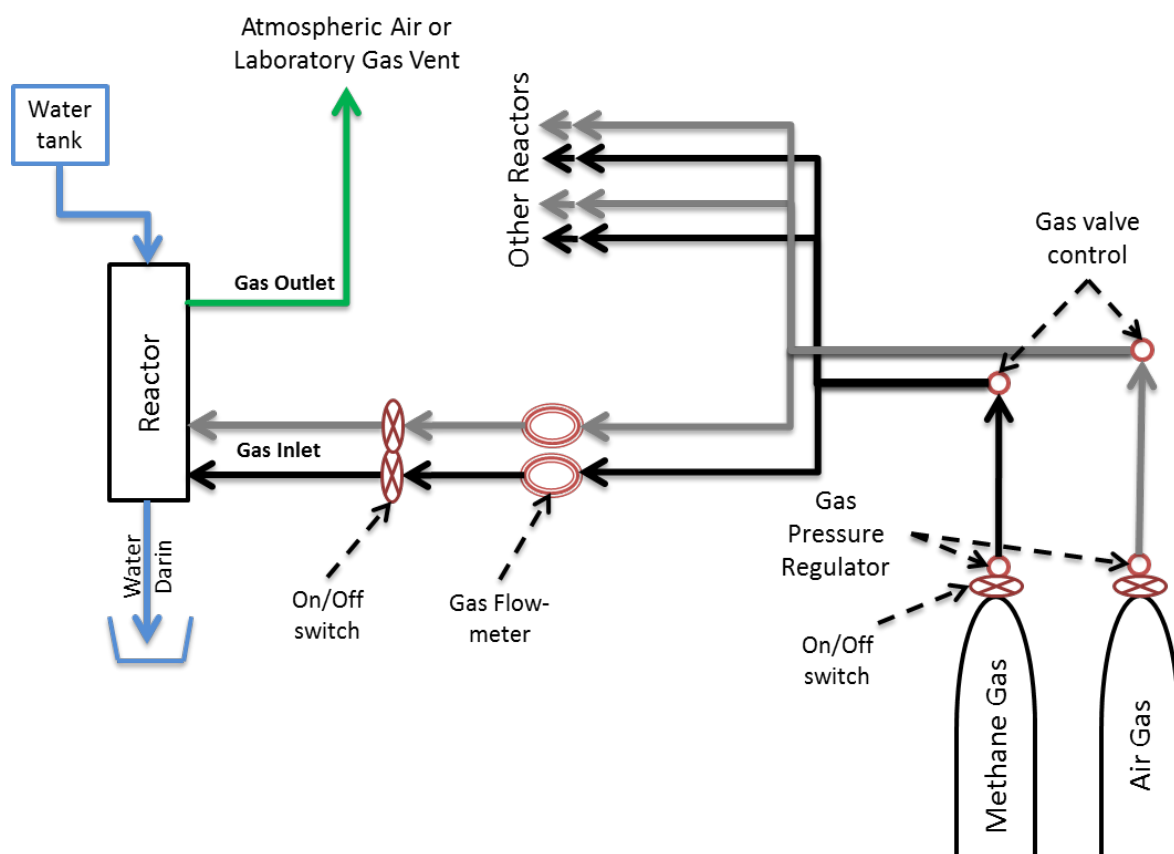 Atmospheric Air or
Laboratory Gas Vent
Water
tank
Other Reactors
Gas valve
control
Gas Outlet
Reactor
Gas Inlet
Gas
Pressure
Regulator
Water
Darin
On/Off
switch
Gas Flow-
meter
On/Off
switch
Methane Gas
Air Gas